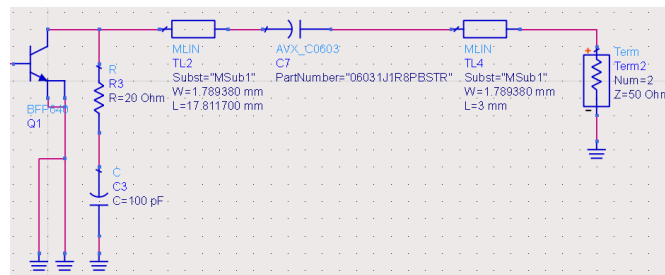 MLIN
TL2
Subst="MSub1"
W=1.789380 mm
L=17.811700 mm
AVX_C0603
C7
PartNumber="06031J1R8PBSTR"
MLIN
TL4
Subst="MSub1"
W=1.789380 mm
L=3 mm
+
Term
Term2
Num=2
Z=50 Ohm
-
R
R3
R=20 Ohm
BFP640
Q1
C
C3
C=100 pF